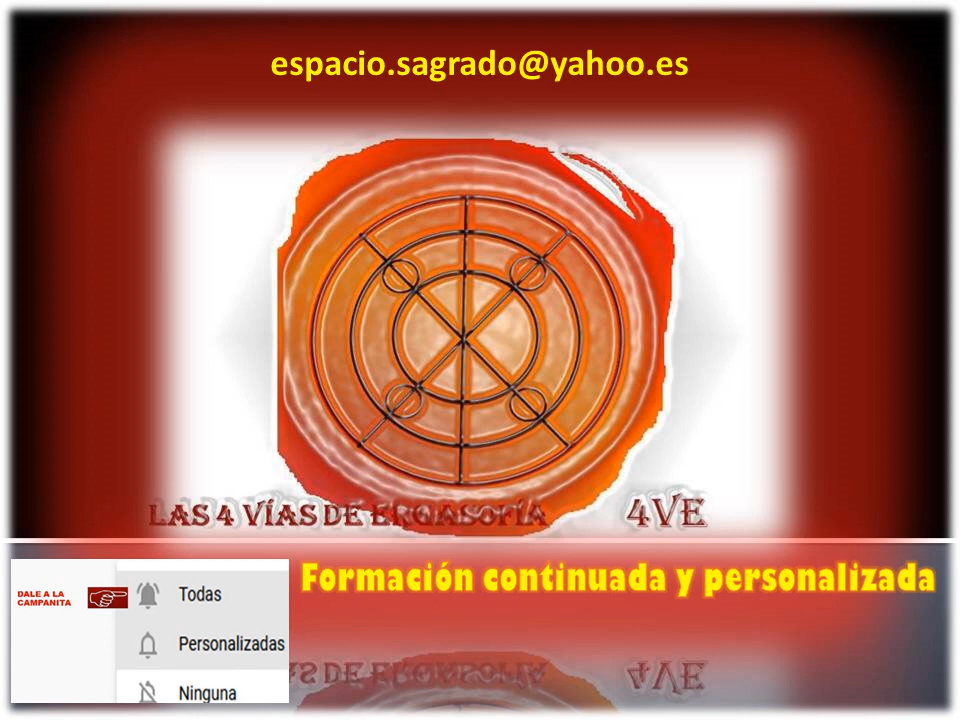 espacio.sagrado@yahoo.es
LAS 4 VÍAS DE ERGASOFÍA
4VE
Formación continuada y personalizada
DALE A LA
CAMPANITA
Todas
Personalizadas
Ninguna